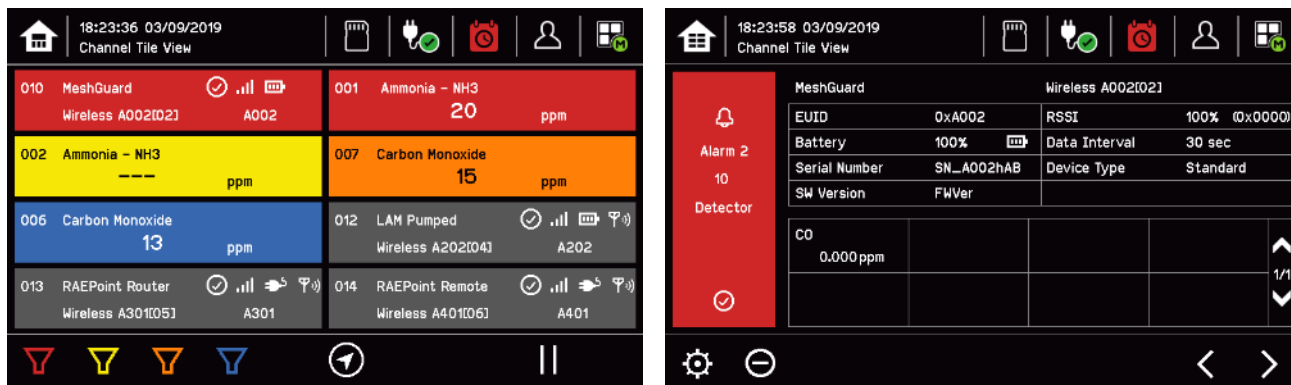 18:23:36 03/09/2019
Channel Tile View
M
010 MeshGuard
Wireless A002[02] A002
001 Ammonia - NH3
20 ppm
002 Ammonia - NH3
--- ppm
007 Carbon Monoxide
15 ppm
006 Carbon Monoxide
13 ppm
012 LAM Pumped
Wireless A202[04] A202
013 RAEPoint Router
Wireless A301[05] A301
014 RAEPoint Remote
Wireless A401[06] A401
18:23:58 03/09/2019
Channel Tile View
M
Alarm 2
10
Detector
MeshGuard Wireless A002[02]
EUID 0xA002 RSSI 100% (0x0000)
Battery 100% Data Interval 30 sec
Serial Number SN_A002hAB Device Type Standard
SW Version FWVer
CO
0.000 ppm
1/1